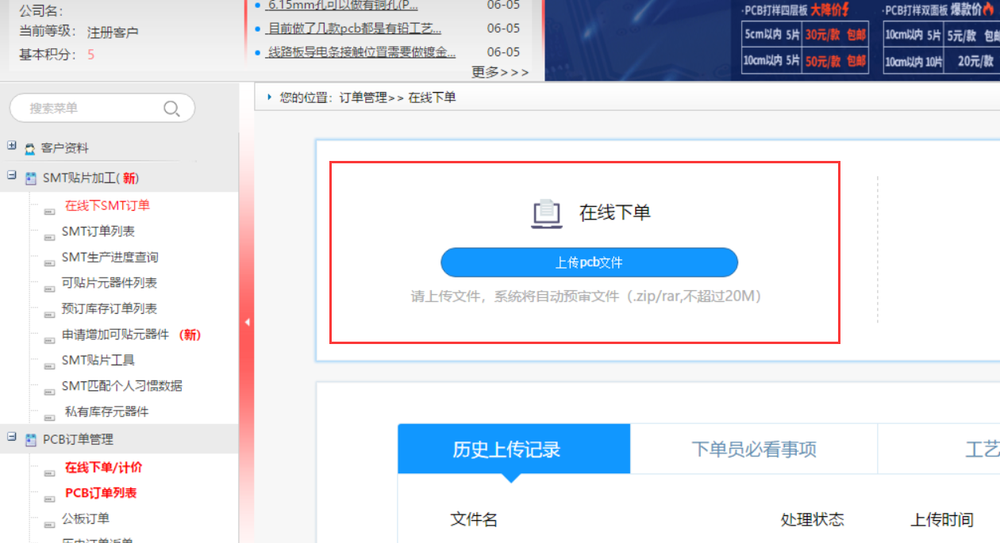 公司名:
当前等级: 注册客户
基本积分: 5
6.15mm孔可以做有铜孔(P... 06-05
目前做了几款pcb都是有铅工艺... 06-05
线路板导电条接触位置需要做镀金... 06-05
更多>>>
·PCB打样四层板 大降价
5cm以内 5片 30元/款 包邮
10cm以内 5片 50元/款 包邮
·PCB打样双面板 爆款价
10cm以内 5片 5元/款 包邮
10cm以内 10片 20元/款
搜索菜单
客户资料
SMT贴片加工( 新)
在线下SMT订单
SMT订单列表
SMT生产进度查询
可贴片元器件列表
预订库存订单列表
申请增加可贴元器件 (新)
SMT贴片工具
SMT匹配个人习惯数据
私有库存元器件
PCB订单管理
在线下单/计价
PCB订单列表
公板订单
历史订单返单
您的位置: 订单管理>> 在线下单
在线下单
上传pcb文件
请上传文件，系统将自动预审文件（.zip/rar,不超过20M）
历史上传记录 下单员必看事项 工艺
文件名 处理状态 上传时间